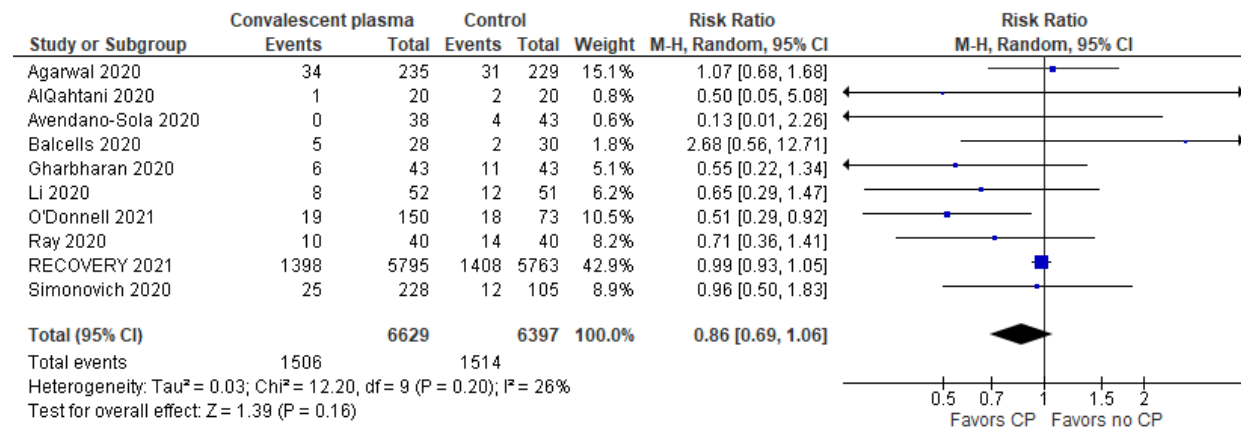 Convalescent plasma Control Risk Ratio Risk Ratio
Study or Subgroup Events Total Events Total Weight M-H, Random, 95% CI M-H, Random, 95% CI
Agarwal 2020 34 235 31 229 15.1% 1.07 [0.68, 1.68]
AlQahtani 2020 1 20 2 20 0.8% 0.50 [0.05, 5.08]
Avendano-Sola 2020 0 38 4 43 0.6% 0.13 [0.01, 2.26]
Balcells 2020 5 28 2 30 1.8% 2.68 [0.56, 12.71]
Gharbharan 2020 6 43 11 43 5.1% 0.55 [0.22, 1.34]
Li 2020 8 52 12 51 6.2% 0.65 [0.29, 1.47]
O'Donnell 2021 19 150 18 73 10.5% 0.51 [0.29, 0.92]
Ray 2020 10 40 14 40 8.2% 0.71 [0.36, 1.41]
RECOVERY 2021 1398 5795 1408 5763 42.9% 0.99 [0.93, 1.05]
Simonovich 2020 25 228 12 105 8.9% 0.96 [0.50, 1.83]
Total (95% CI) 6629 6397 100.0% 0.86 [0.69, 1.06]
Total events 1506 1514
Heterogeneity: Tau² = 0.03; Chi² = 12.20, df = 9 (P = 0.20); I² = 26%
Test for overall effect: Z = 1.39 (P = 0.16)
0.5 0.7 1 1.5 2
Favors CP Favors no CP